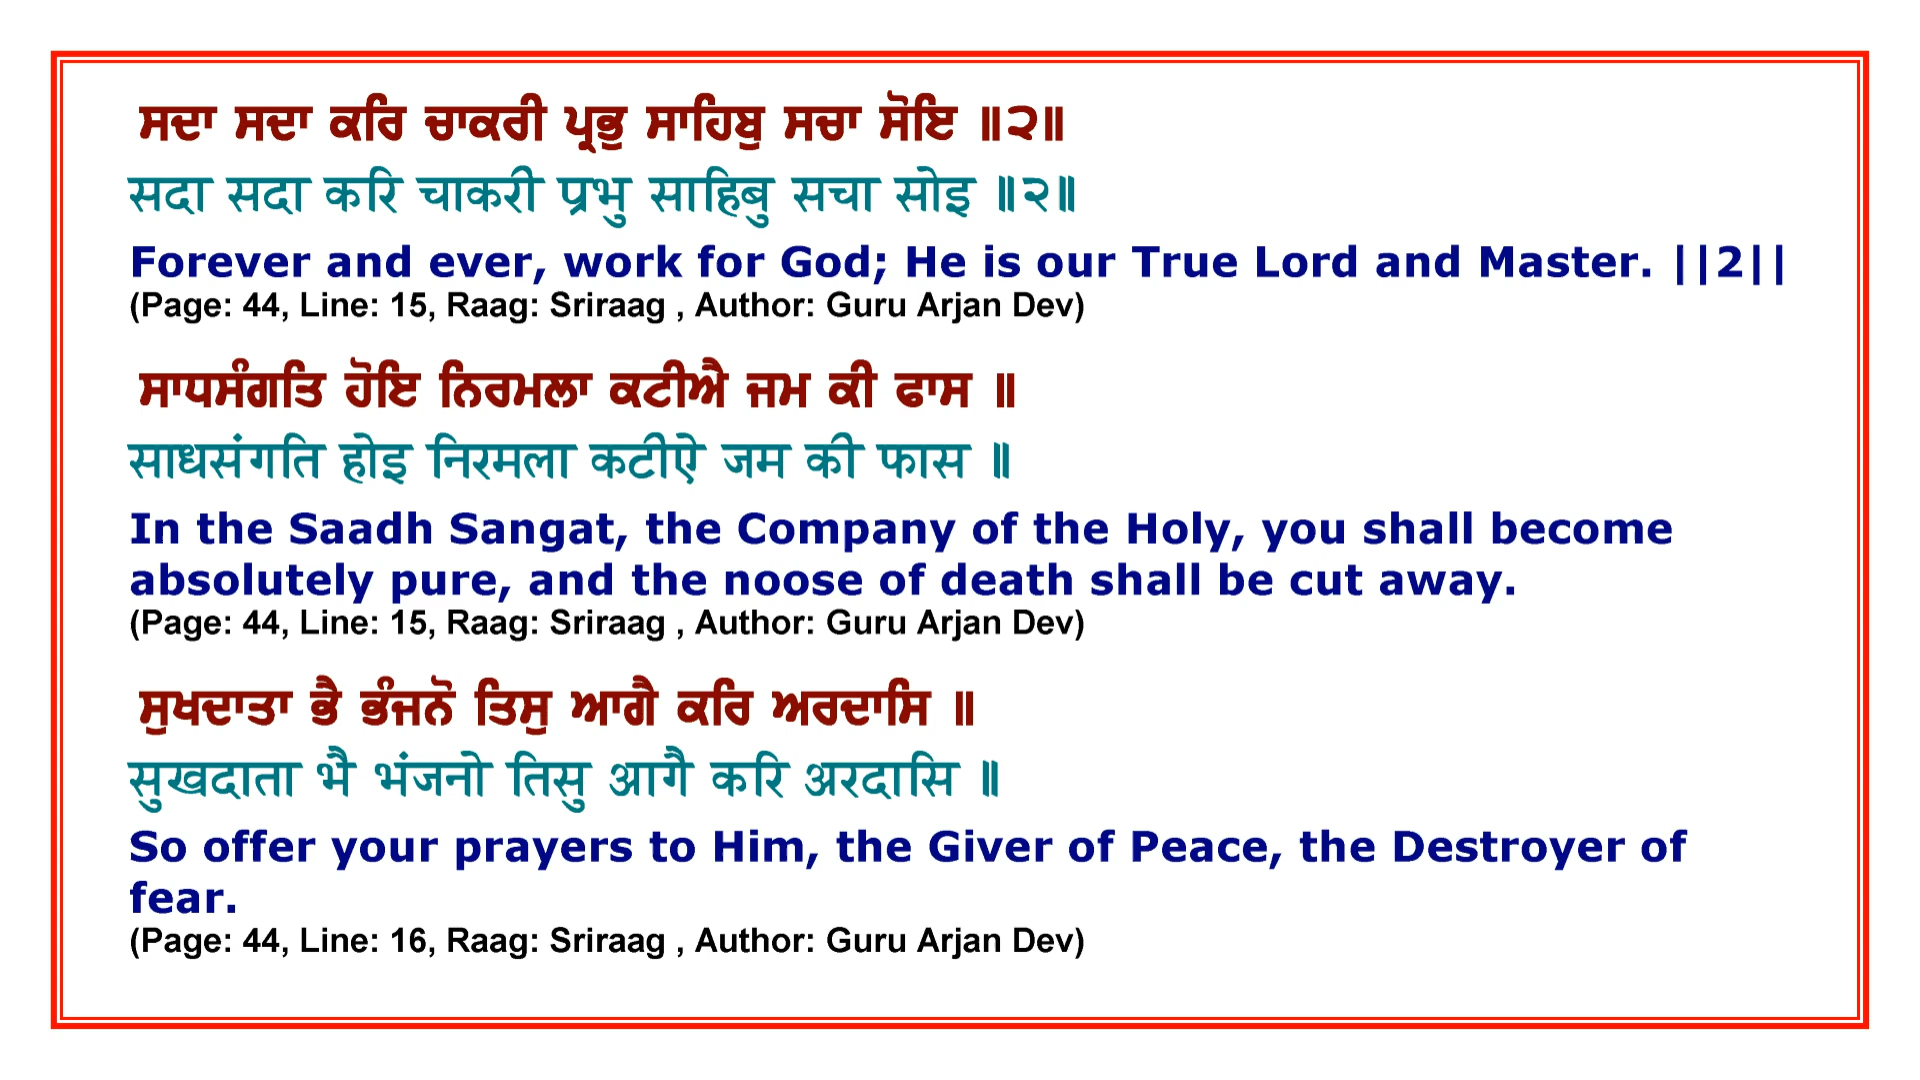 ਸਦਾ ਸਦਾ ਕਰਿ ਚਾਕਰੀ ਪ੍ਰਭੁ ਸਾਹਿਬੁ ਸਚਾ ਸੋਇ ॥੨॥
सदा सदा करि चाकरी प्रभु साहिबु सचा सोइ ॥२॥
Forever and ever, work for God; He is our True Lord and Master. ||2||
(Page: 44, Line: 15, Raag: Sriraag , Author: Guru Arjan Dev)
ਸਾਧਸੰਗਤਿ ਹੋਇ ਨਿਰਮਲਾ ਕਟੀਐ ਜਮ ਕੀ ਫਾਸ ॥
साधसंगति होइ निरमला कटीऐ जम की फास ॥
In the Saadh Sangat, the Company of the Holy, you shall become
absolutely pure, and the noose of death shall be cut away.
(Page: 44, Line: 15, Raag: Sriraag , Author: Guru Arjan Dev)
ਸੁਖਦਾਤਾ ਭੈ ਭੰਜਨੋ ਤਿਸੁ ਆਗੈ ਕਰਿ ਅਰਦਾਸਿ ॥
सुखदाता भै भंजनो तिसु आगै करि अरदासि ॥
So offer your prayers to Him, the Giver of Peace, the Destroyer of
fear.
(Page: 44, Line: 16, Raag: Sriraag , Author: Guru Arjan Dev)